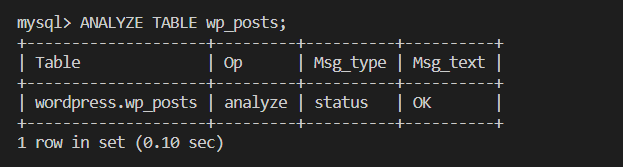 mysql> ANALYZE TABLE wp_posts;
+-------------------+---------+----------+----------+
| Table             | Op      | Msg_type | Msg_text |
+-------------------+---------+----------+----------+
| wordpress.wp_posts | analyze | status   | OK       |
+-------------------+---------+----------+----------+
1 row in set (0.10 sec)